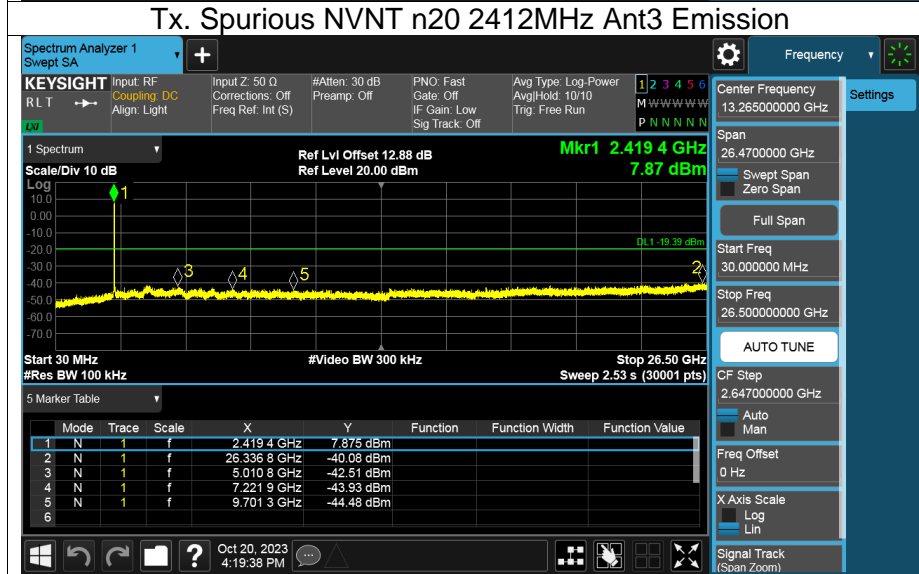 Tx. Spurious NVNT n20 2412MHz Ant3 Emission
Spectrum Analyzer 1
Swept SA
+
Frequency
KEYSIGHT
RLT
LXI
Input: RF
Coupling: DC
Align: Light
Input Z: 50 Ω
Corrections: Off
Freq Ref: Int (S)
#Atten: 30 dB
Preamp: Off
PNO: Fast
Gate: Off
IF Gain: Low
Sig Track: Off
Avg Type: Log-Power
Avg|Hold: 10/10
Trig: Free Run
1 2 3 4 5 6
M W W W W W
P N N N N N
1 Spectrum
Scale/Div 10 dB
Ref Lvl Offset 12.88 dB
Ref Level 20.00 dBm
Mkr1 2.419 4 GHz
7.87 dBm
Log
10.0
0.00
-10.0
-20.0
-30.0
-40.0
-50.0
-60.0
-70.0
1
DL1 -19.39 dBm
2
3
4
5
Start 30 MHz
#Res BW 100 kHz
#Video BW 300 kHz
Stop 26.50 GHz
Sweep 2.53 s (30001 pts)
5 Marker Table
Mode Trace Scale X Y Function Function Width Function Value
1 N 1 f 2.419 4 GHz 7.875 dBm
2 N 1 f 26.336 8 GHz -40.08 dBm
3 N 1 f 5.010 8 GHz -42.51 dBm
4 N 1 f 7.221 9 GHz -43.93 dBm
5 N 1 f 9.701 3 GHz -44.48 dBm
6
?
Oct 20, 2023
4:19:38 PM
Center Frequency
13.265000000 GHz
Settings
Span
26.4700000 GHz
Swept Span
Zero Span
Full Span
Start Freq
30.000000 MHz
Stop Freq
26.500000000 GHz
AUTO TUNE
CF Step
2.647000000 GHz
Auto
Man
Freq Offset
0 Hz
X Axis Scale
Log
Lin
Signal Track
(Span Zoom)